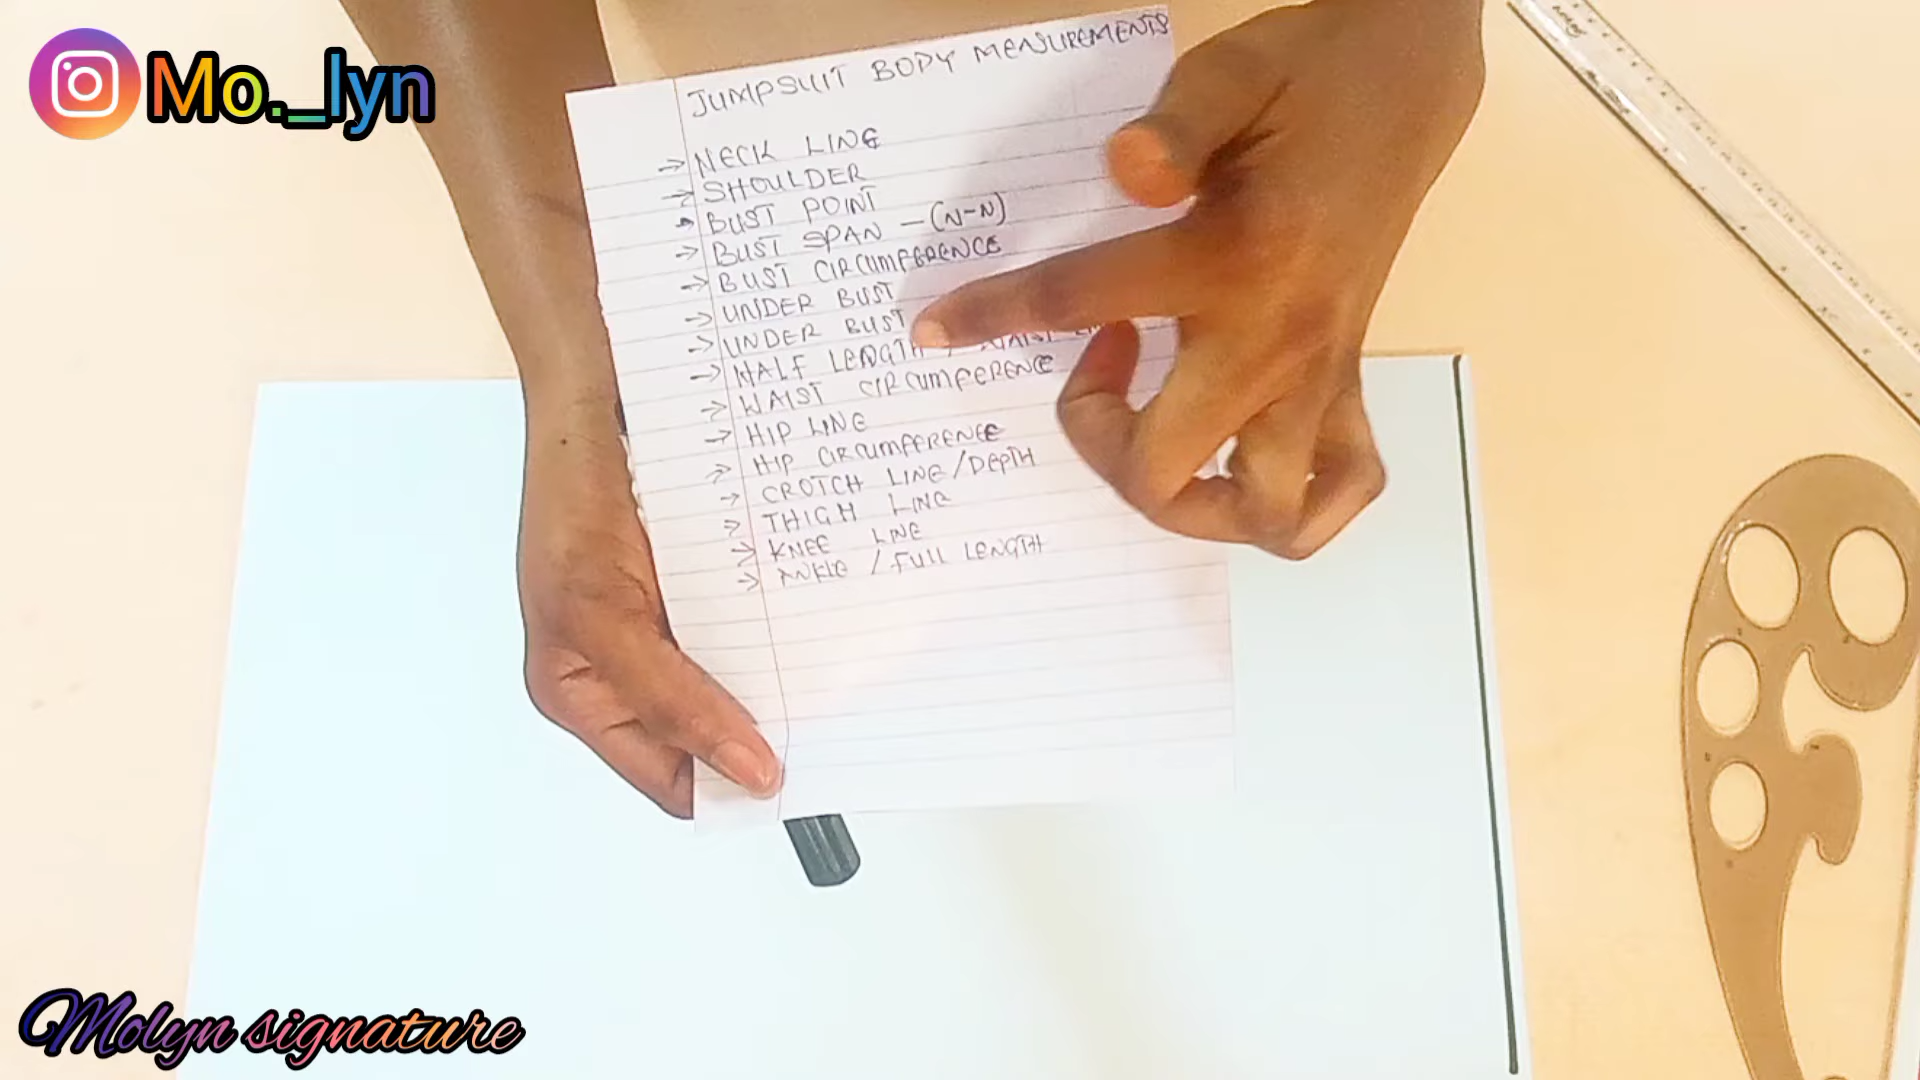 Mo._lyn
JUMPSUIT BODY MEASUREMENTS
→ NECK LINE
→ SHOULDER
→ BUST POINT
→ BUST SPAN - (N-N)
→ BUST CIRCUMFERENCE
→ UNDER BUST
→ UNDER BUST
→ HALF LENGTH / WAIST
→ WAIST CIRCUMFERENCE
→ HIP LINE
→ HIP CIRCUMFERENCE
→ CROTCH LINE/DEPTH
→ THIGH LINE
→ KNEE LINE
→ ANKLE / FULL LENGTH
Molyn signature